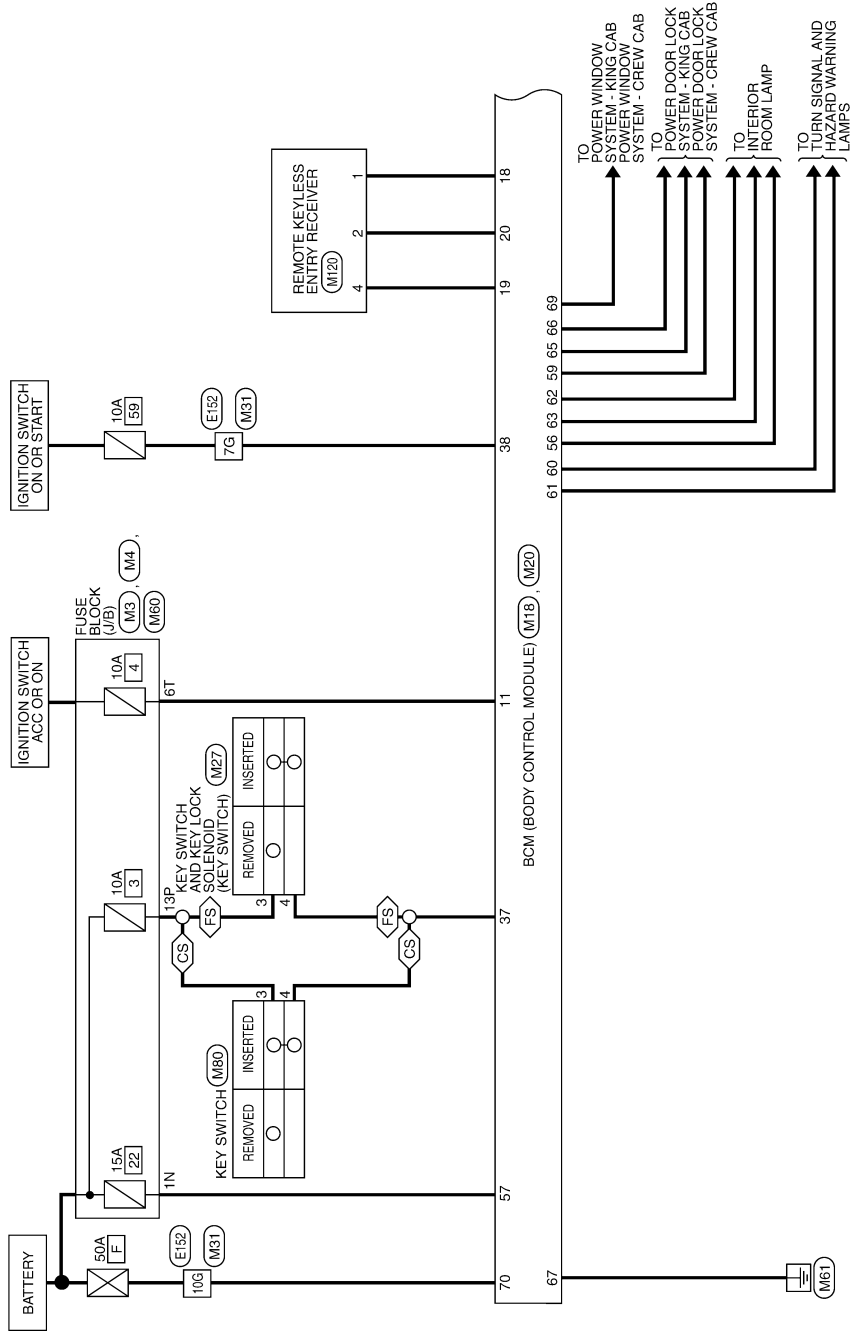 BATTERY
50A
F
E152
10G
M31
70
15A
22
1N
57
10A
3
13P
IGNITION SWITCH
ACC OR ON
10A
4
6T
11
FUSE
BLOCK
(J/B)
M3 , M4 ,
M60
KEY SWITCH M80
REMOVED
INSERTED
3
4
CS
CS
FS
FS
KEY SWITCH
AND KEY LOCK
SOLENOID
(KEY SWITCH)
M27
REMOVED
INSERTED
3
4
37
IGNITION SWITCH
ON OR START
10A
59
E152
7G
M31
38
REMOTE KEYLESS
ENTRY RECEIVER
M120
4
2
1
19
20
18
BCM (BODY CONTROL MODULE) M18 , M20
67
61
60
56
63
62
59
65
66
69
M61
TO
POWER WINDOW
SYSTEM - KING CAB
POWER WINDOW
SYSTEM - CREW CAB
TO
POWER DOOR LOCK
SYSTEM - KING CAB
POWER DOOR LOCK
SYSTEM - CREW CAB
TO
INTERIOR
ROOM LAMP
TO
TURN SIGNAL AND
HAZARD WARNING
LAMPS